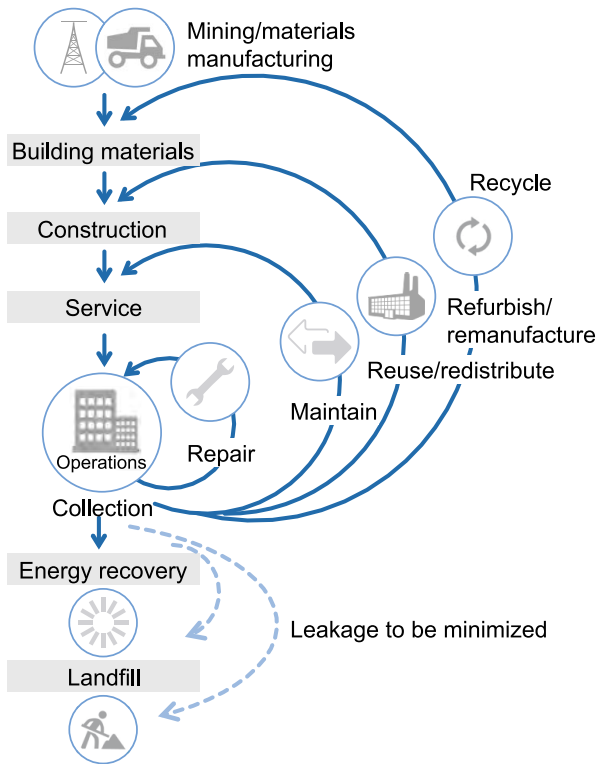 Mining/materials
manufacturing
Building materials
Recycle
Construction
Service
Refurbish/
remanufacture
Reuse/redistribute
Maintain
Repair
Operations
Collection
Energy recovery
Leakage to be minimized
Landfill